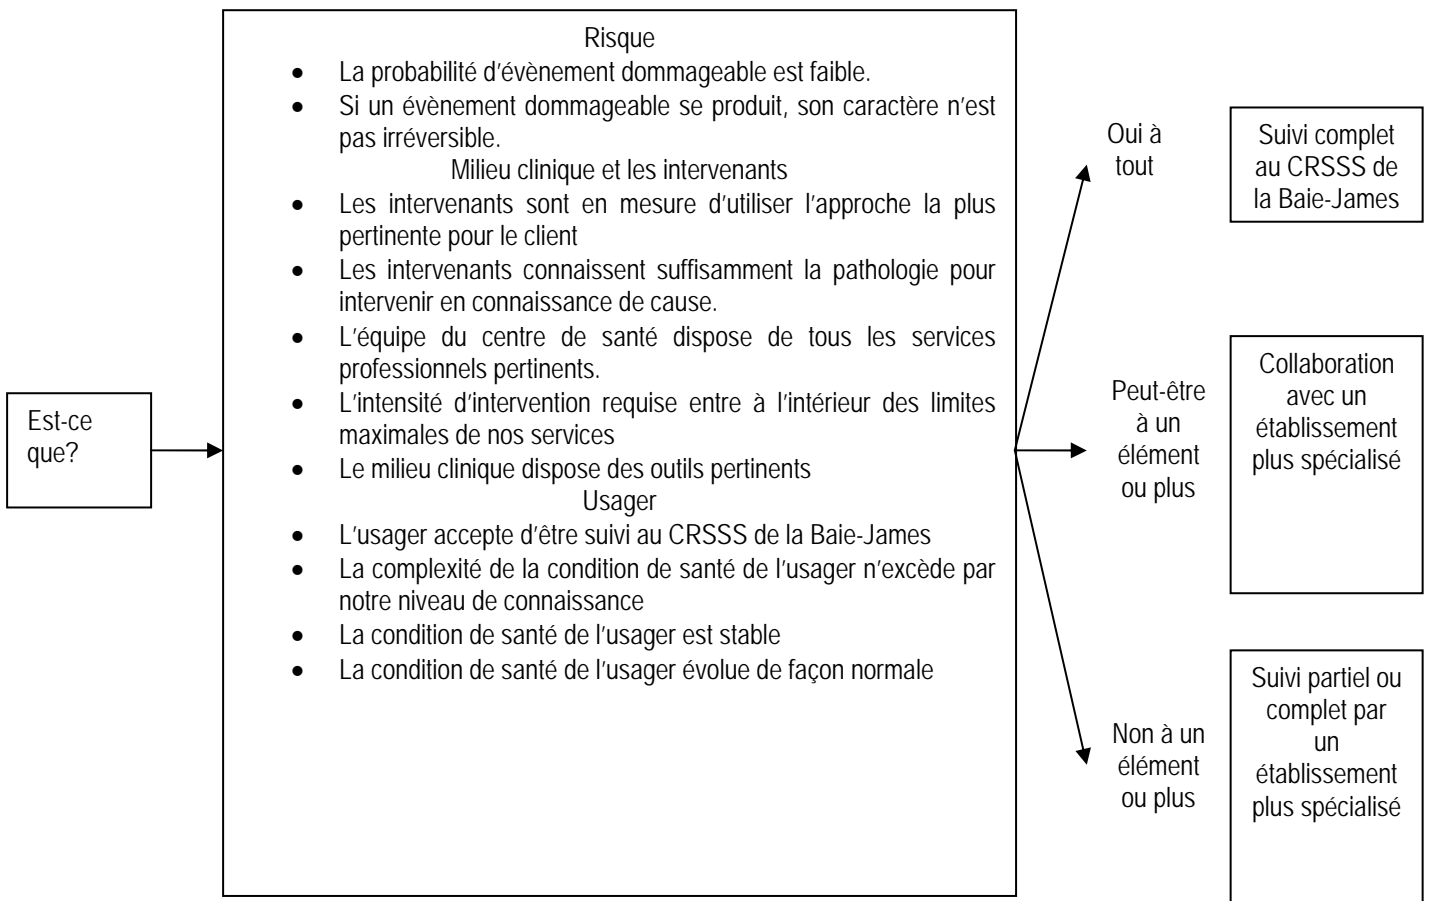 Est-ce
que?
Risque
• La probabilité d’évènement dommageable est faible.
• Si un évènement dommageable se produit, son caractère n’est
pas irréversible.
Milieu clinique et les intervenants
• Les intervenants sont en mesure d’utiliser l’approche la plus
pertinente pour le client
• Les intervenants connaissent suffisamment la pathologie pour
intervenir en connaissance de cause.
• L’équipe du centre de santé dispose de tous les services
professionnels pertinents.
• L’intensité d’intervention requise entre à l’intérieur des limites
maximales de nos services
• Le milieu clinique dispose des outils pertinents
Usager
• L’usager accepte d’être suivi au CRSSS de la Baie-James
• La complexité de la condition de santé de l’usager n’excède par
notre niveau de connaissance
• La condition de santé de l’usager est stable
• La condition de santé de l’usager évolue de façon normale
Oui à
tout
Suivi complet
au CRSSS de
la Baie-James
Peut-être
à un
élément
ou plus
Collaboration
avec un
établissement
plus spécialisé
Non à un
élément
ou plus
Suivi partiel ou
complet par
un
établissement
plus spécialisé